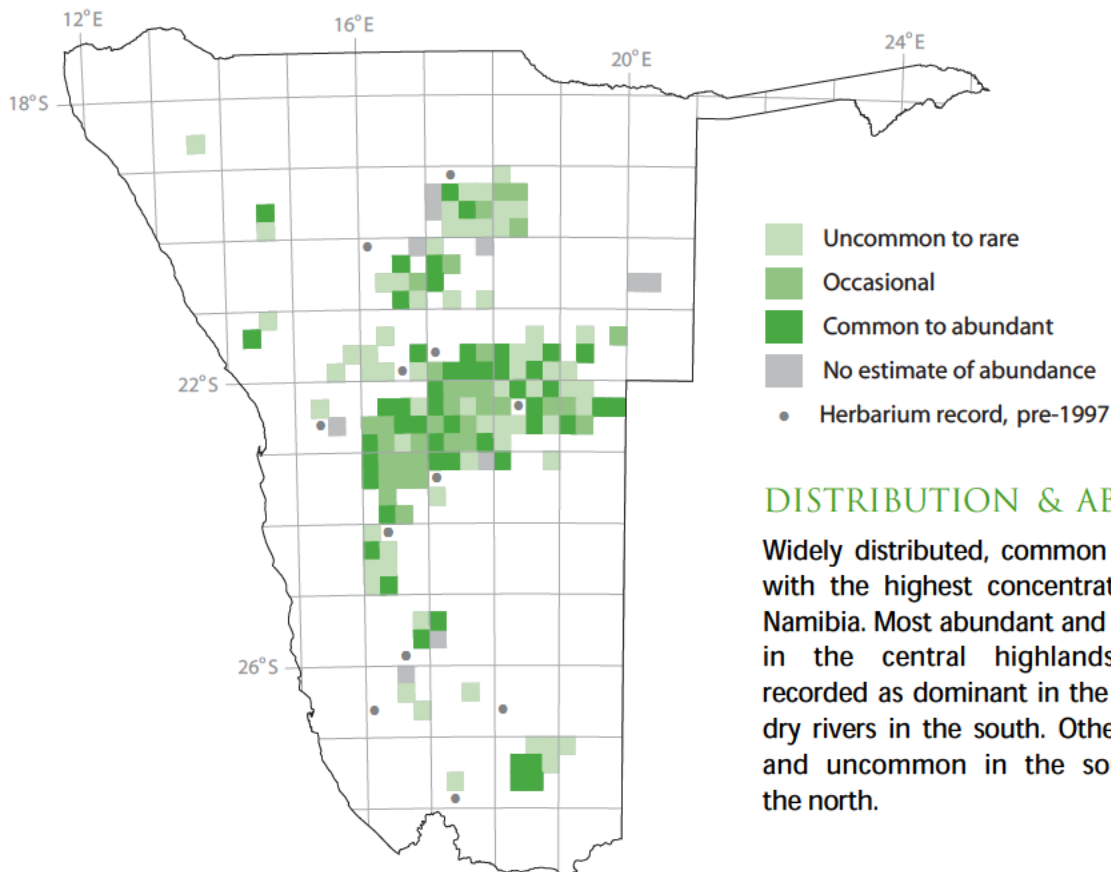 12°E
16°E
20°E
24°E
18°S
22°S
26°S
Uncommon to rare
Occasional
Common to abundant
No estimate of abundance
Herbarium record, pre-1997
DISTRIBUTION & AB
Widely distributed, common
with the highest concentrat
Namibia. Most abundant and
in the central highlands
recorded as dominant in the
dry rivers in the south. Othe
and uncommon in the so
the north.